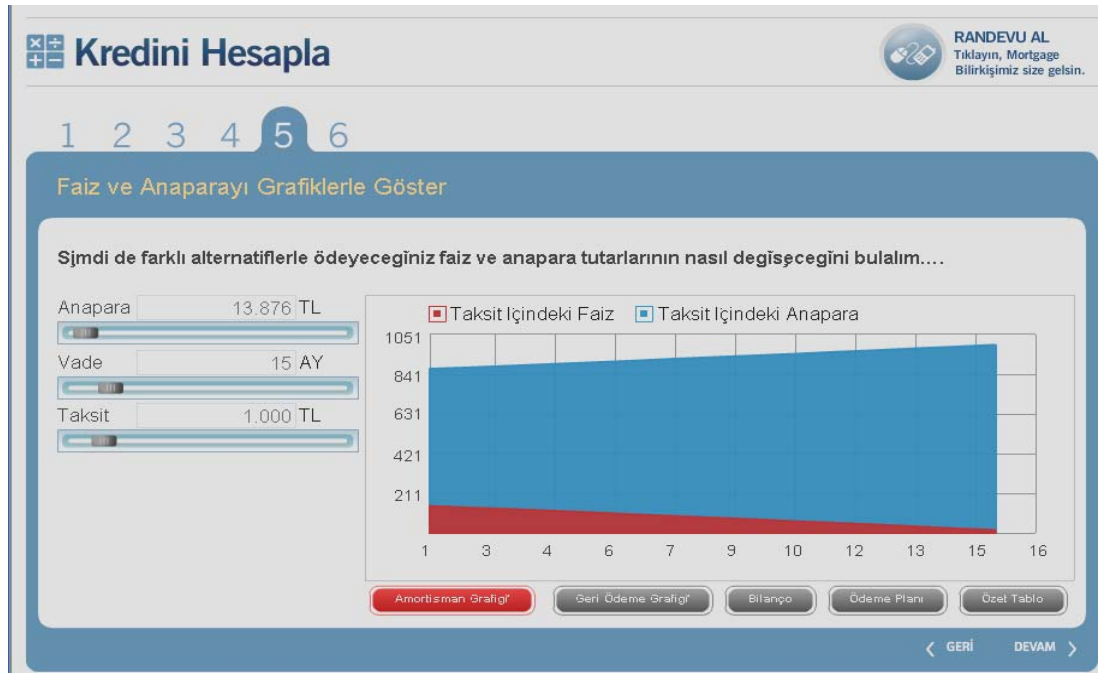 Kredini Hesapla
RANDEVU AL
Tıklayın, Mortgage
Bilirkişimiz size gelsin.
1 2 3 4 5 6
Faiz ve Anaparayı Grafiklerle Göster
Şimdi de farklı alternatiflerle ödeyeceğiniz faiz ve anapara tutarlarının nasıl değişeceğini bulalım....
Anapara 13.876 TL
Vade 15 AY
Taksit 1.000 TL
Taksit Içindeki Faiz Taksit Içindeki Anapara
1051
841
631
421
211
1 3 4 6 7 9 10 12 13 15 16
Amortisman Grafiği Geri Ödeme Grafiği Bilanço Ödeme Planı Özet Tablo
GERİ DEVAM